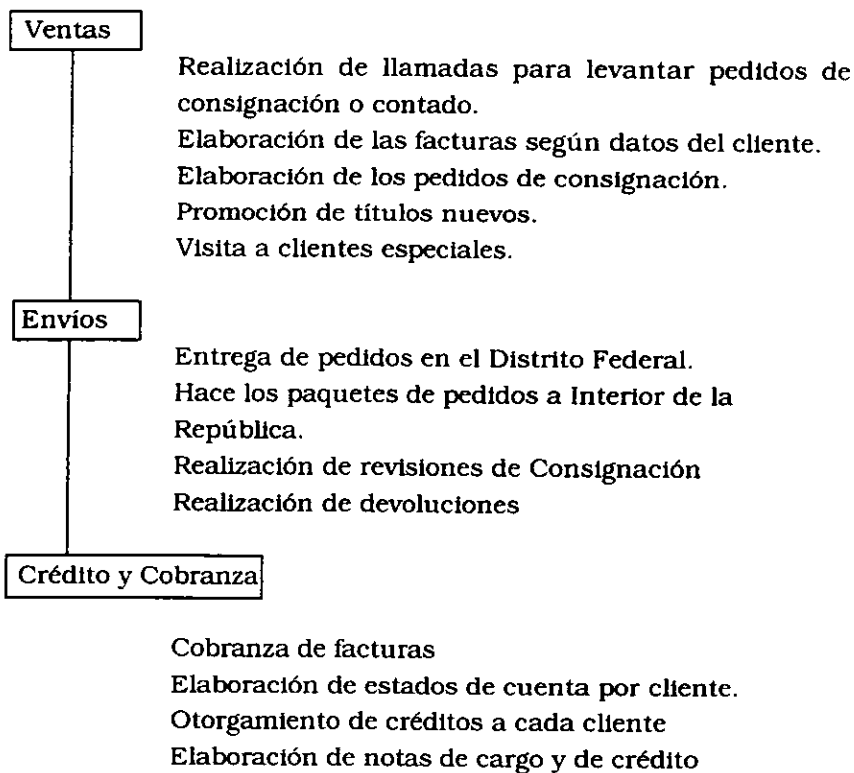 Ventas
Realización de llamadas para levantar pedidos de
consignación o contado.
Elaboración de las facturas según datos del cliente.
Elaboración de los pedidos de consignación.
Promoción de títulos nuevos.
Visita a clientes especiales.
Envíos
Entrega de pedidos en el Distrito Federal.
Hace los paquetes de pedidos a Interior de la
República.
Realización de revisiones de Consignación
Realización de devoluciones
Crédito y Cobranza
Cobranza de facturas
Elaboración de estados de cuenta por cliente.
Otorgamiento de créditos a cada cliente
Elaboración de notas de cargo y de crédito